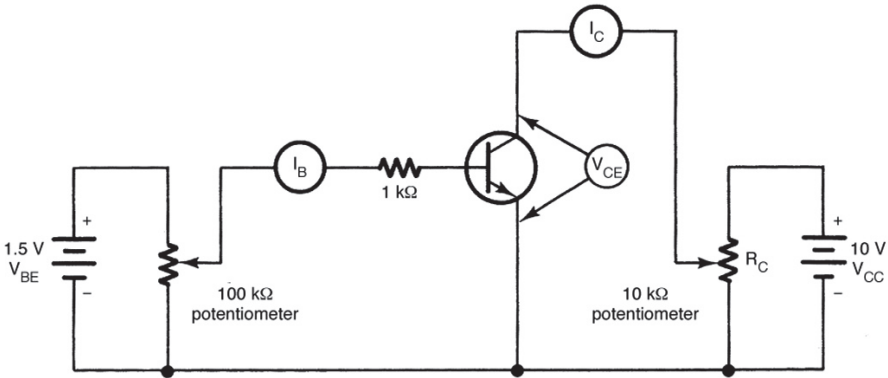 I_C
I_B
V_CE
1 kΩ
+
1.5 V
V_BE
–
100 kΩ
potentiometer
10 kΩ
potentiometer
R_C
+
10 V
V_CC
–